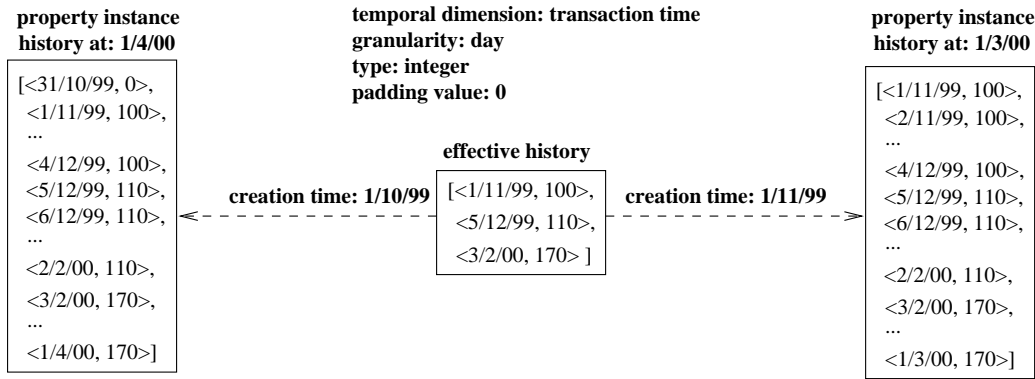 property instance
history at: 1/4/00
[<31/10/99, 0>,
<1/11/99, 100>,
...
<4/12/99, 100>,
<5/12/99, 110>,
<6/12/99, 110>,
...
<2/2/00, 110>,
<3/2/00, 170>,
...
<1/4/00, 170>]
temporal dimension: transaction time
granularity: day
type: integer
padding value: 0
effective history
creation time: 1/10/99
[<1/11/99, 100>,
<5/12/99, 110>,
<3/2/00, 170> ]
creation time: 1/11/99
property instance
history at: 1/3/00
[<1/11/99, 100>,
<2/11/99, 100>,
...
<4/12/99, 100>,
<5/12/99, 110>,
<6/12/99, 110>,
...
<2/2/00, 110>,
<3/2/00, 170>,
...
<1/3/00, 170>]